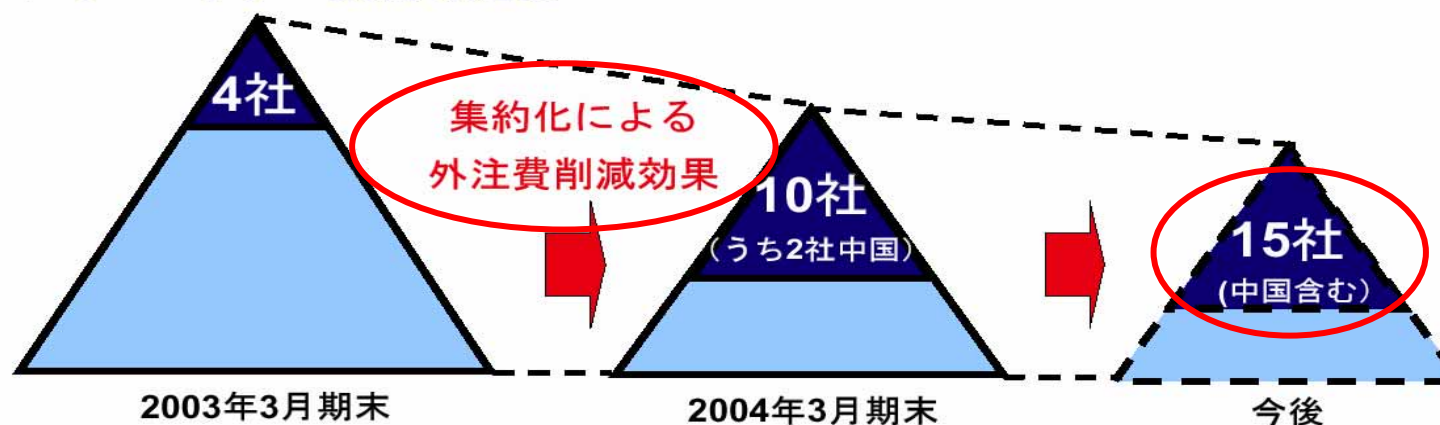 4社
集約化による
外注費削減効果
10社
（うち2社中国）
15社
(中国含む）
2003年3月期末
2004年3月期末
今後